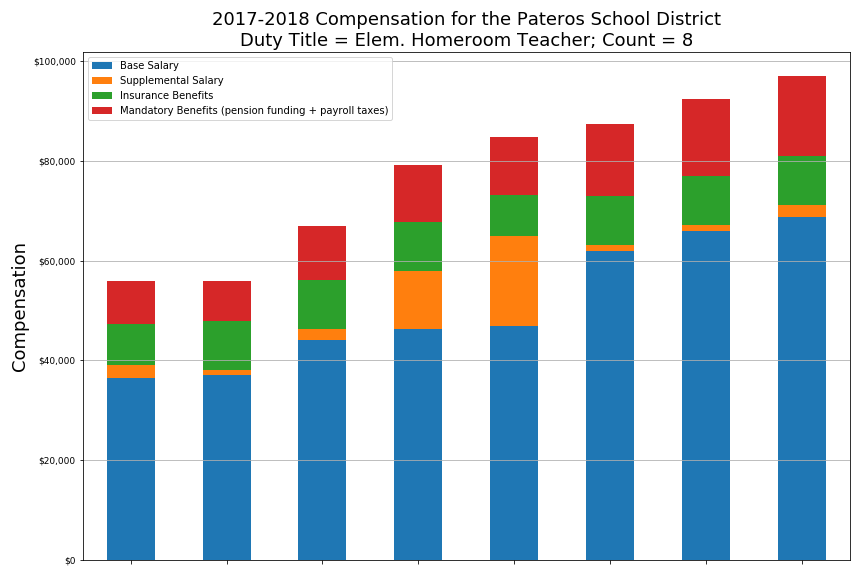 2017-2018 Compensation for the Pateros School District
Duty Title = Elem. Homeroom Teacher; Count = 8
$100,000
Base Salary
Supplemental Salary
Insurance Benefits
Mandatory Benefits (pension funding + payroll taxes)
$80,000
$60,000
Compensation
$40,000
$20,000
$0